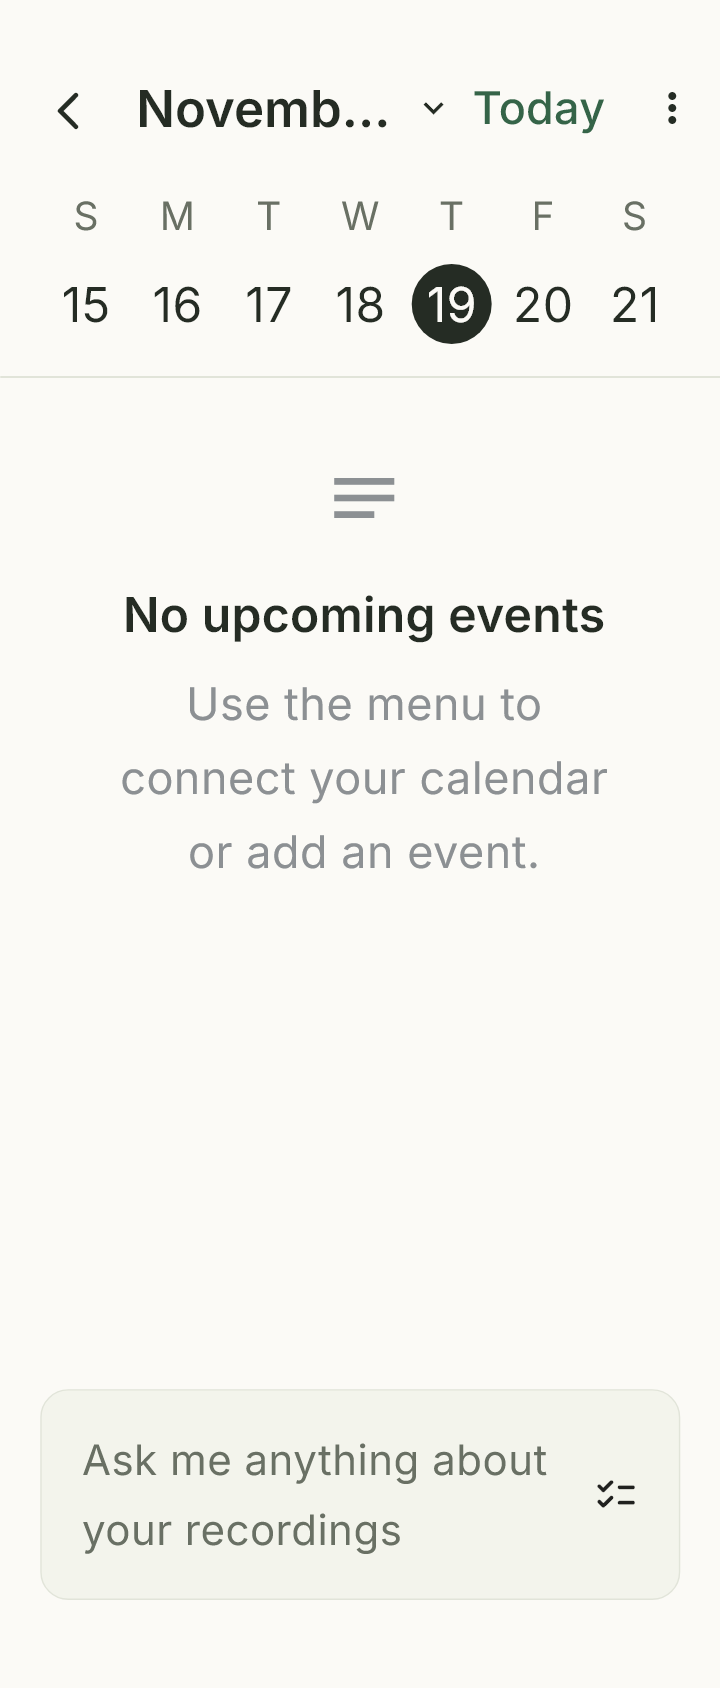 Novemb... Today
S M T W T F S
15 16 17 18 19 20 21
No upcoming events
Use the menu to
connect your calendar
or add an event.
Ask me anything about
your recordings